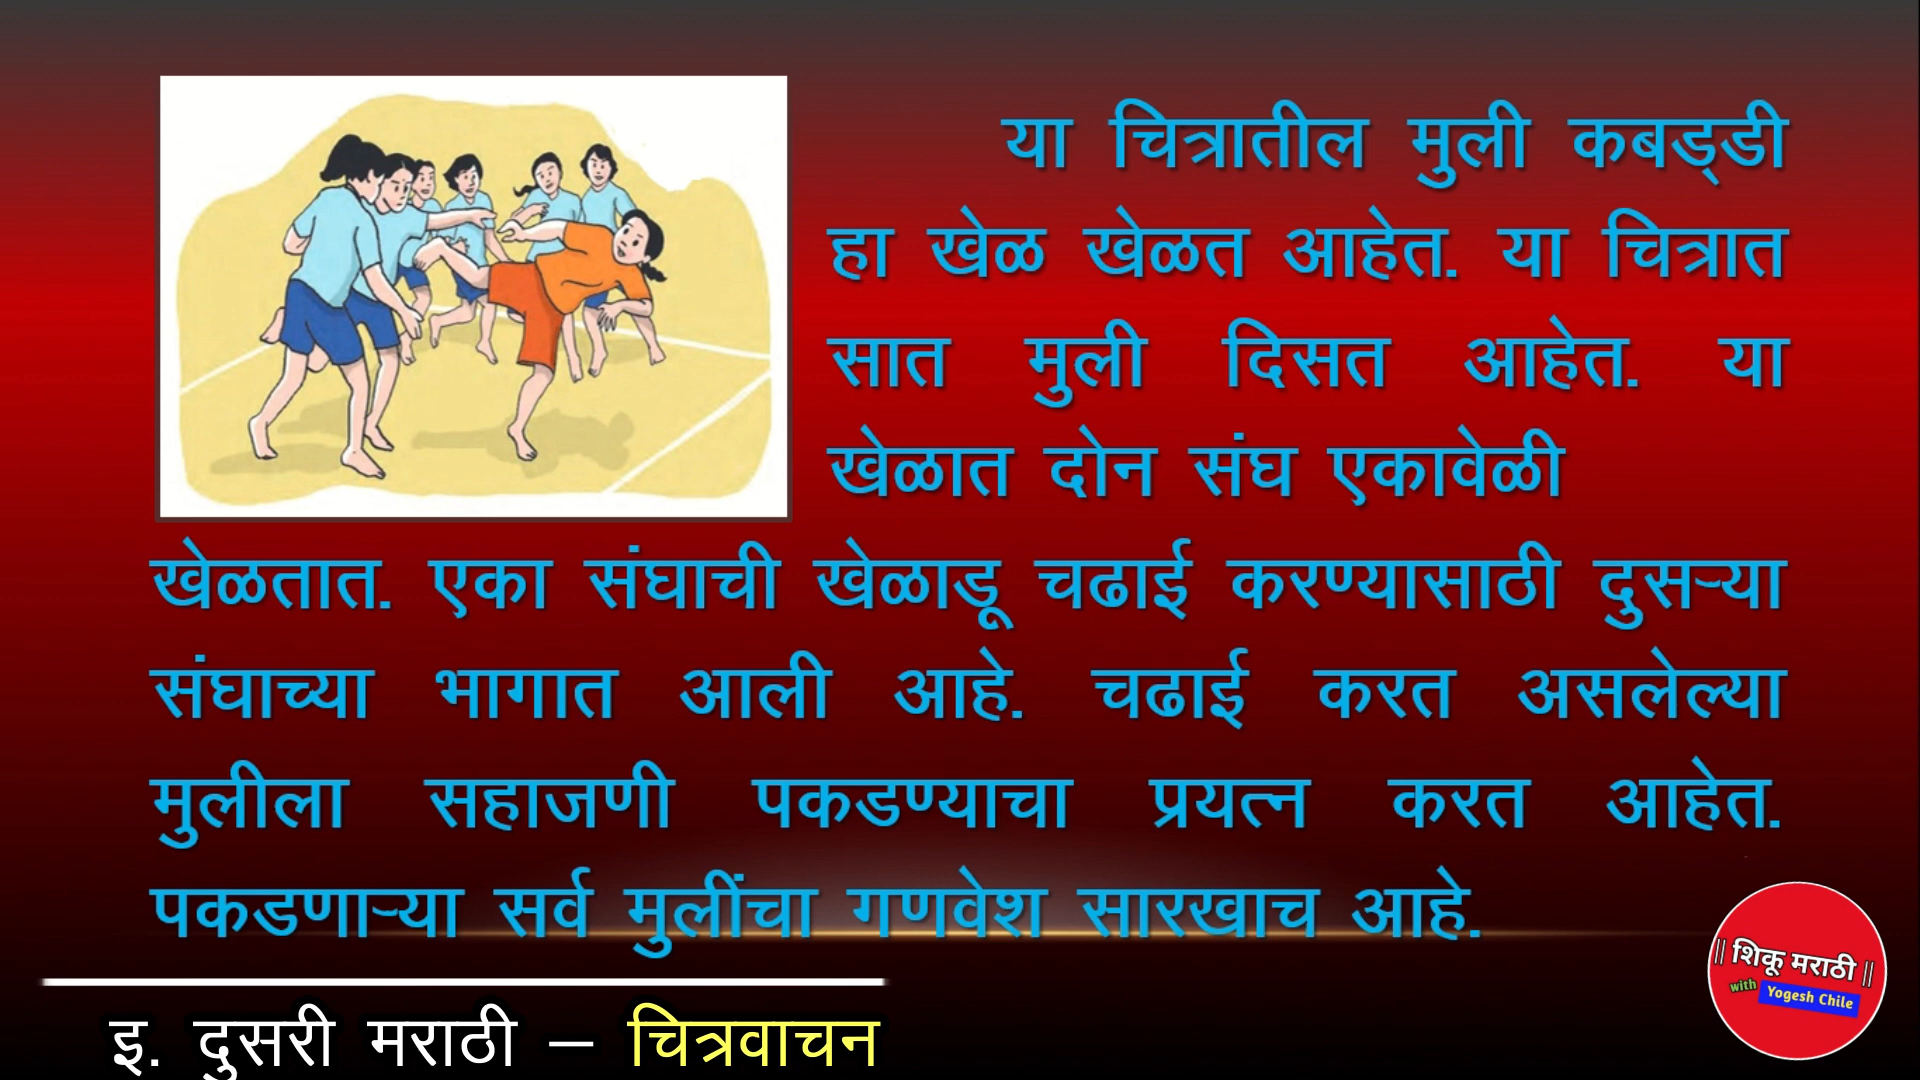 या चित्रातील मुली कबड्डी
हा खेळ खेळत आहेत. या चित्रात
सात मुली दिसत आहेत. या
खेळात दोन संघ एकावेळी
खेळतात. एका संघाची खेळाडू चढाई करण्यासाठी दुसऱ्या
संघाच्या भागात आली आहे. चढाई करत असलेल्या
मुलीला सहाजणी पकडण्याचा प्रयत्न करत आहेत.
पकडणाऱ्या सर्व मुलींचा गणवेश सारखाच आहे.
इ. दुसरी मराठी – चित्रवाचन
|| शिकू मराठी ||
with Yogesh Chile